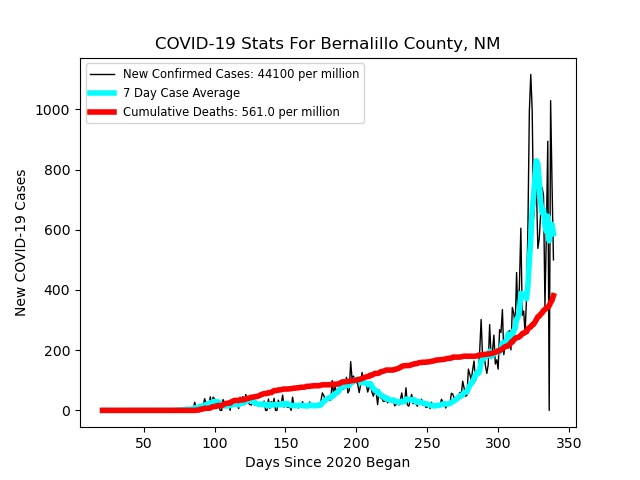 COVID-19 Stats For Bernalillo County, NM
New Confirmed Cases: 44100 per million
7 Day Case Average
Cumulative Deaths: 561.0 per million
New COVID-19 Cases
1000
800
600
400
200
0
50 100 150 200 250 300 350
Days Since 2020 Began